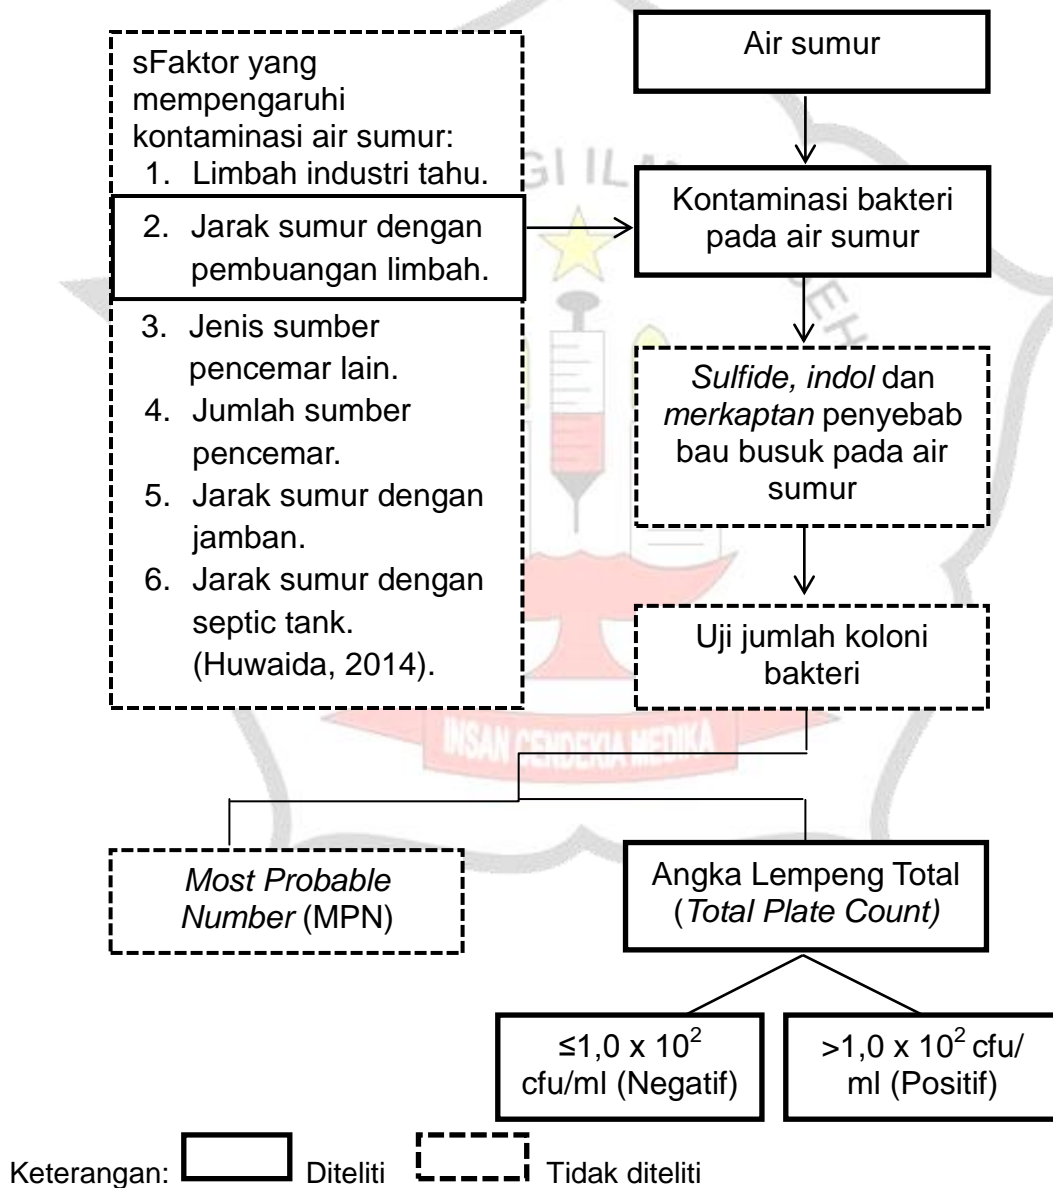 sFaktor yang
mempengaruhi
kontaminasi air sumur:
1. Limbah industri tahu.
2. Jarak sumur dengan
pembuangan limbah.
3. Jenis sumber
pencemar lain.
4. Jumlah sumber
pencemar.
5. Jarak sumur dengan
jamban.
6. Jarak sumur dengan
septic tank.
(Huwaida, 2014).
Air sumur
Kontaminasi bakteri
pada air sumur
Sulfide, indol dan
merkaptan penyebab
bau busuk pada air
sumur
Uji jumlah koloni
bakteri
INSAN CENDEKIA MEDIKA
Most Probable
Number (MPN)
Angka Lempeng Total
(Total Plate Count)
≤1,0 x 10²
cfu/ml (Negatif)
>1,0 x 10² cfu/
ml (Positif)
Keterangan: Diteliti Tidak diteliti